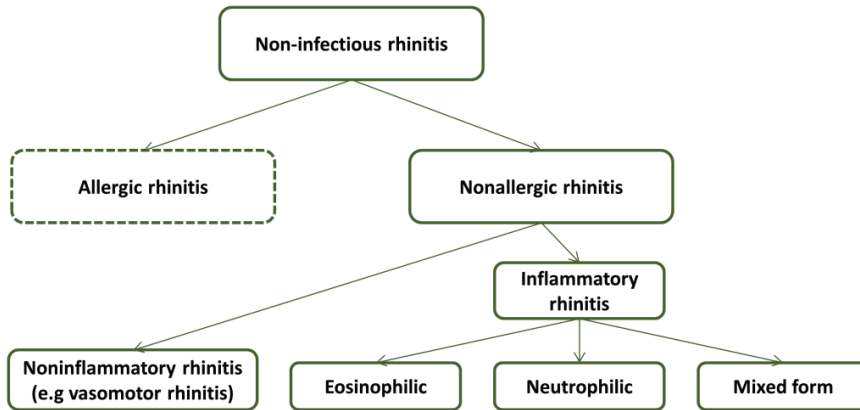 Non-infectious rhinitis
Allergic rhinitis
Nonallergic rhinitis
Inflammatory
rhinitis
Noninflammatory rhinitis
(e.g vasomotor rhinitis)
Eosinophilic
Neutrophilic
Mixed form